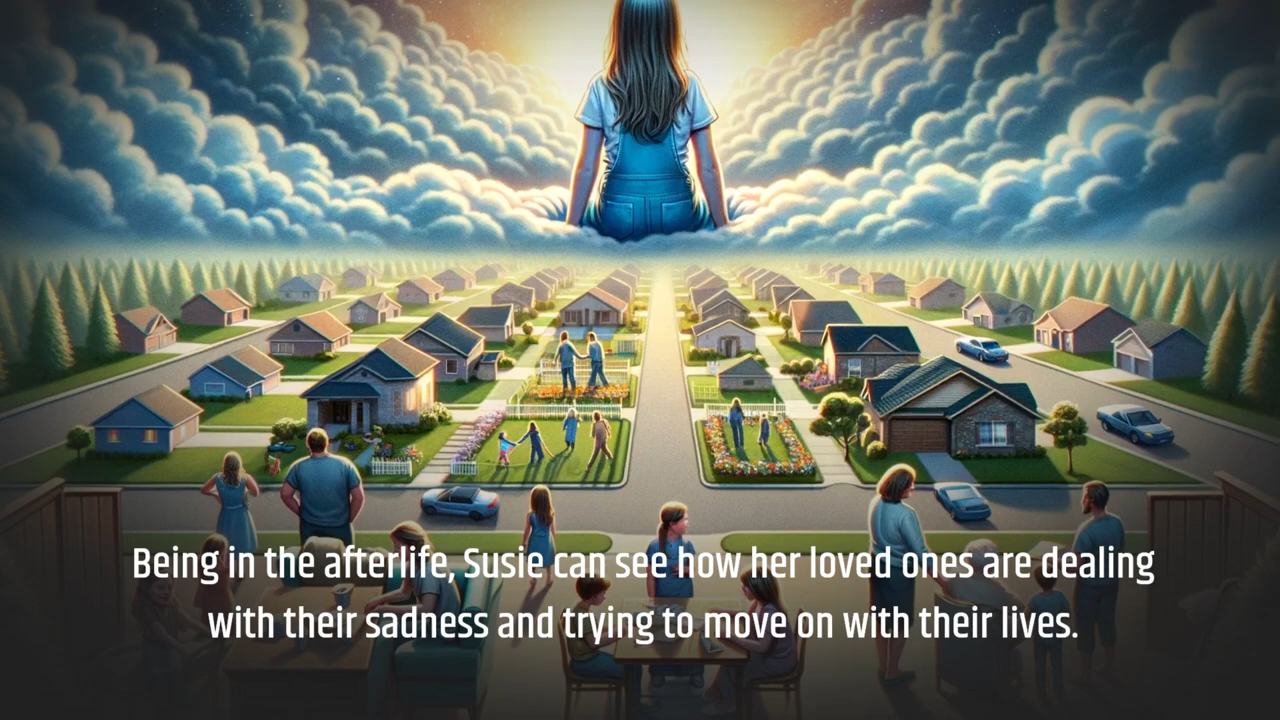 Being in the afterlife, Susie can see how her loved ones are dealing
with their sadness and trying to move on with their lives.